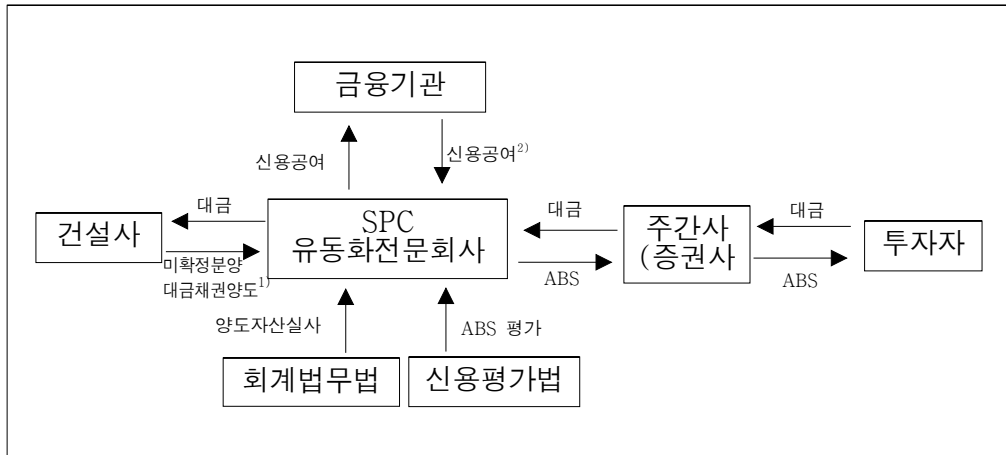 금융기관
신용공여
신용공여2)
대금
SPC
유동화전문회사
대금
대금
건설사
주간사
(증권사
투자자
미확정분양
대금채권양도1)
ABS
ABS
양도자산실사
ABS 평가
회계법무법
신용평가법